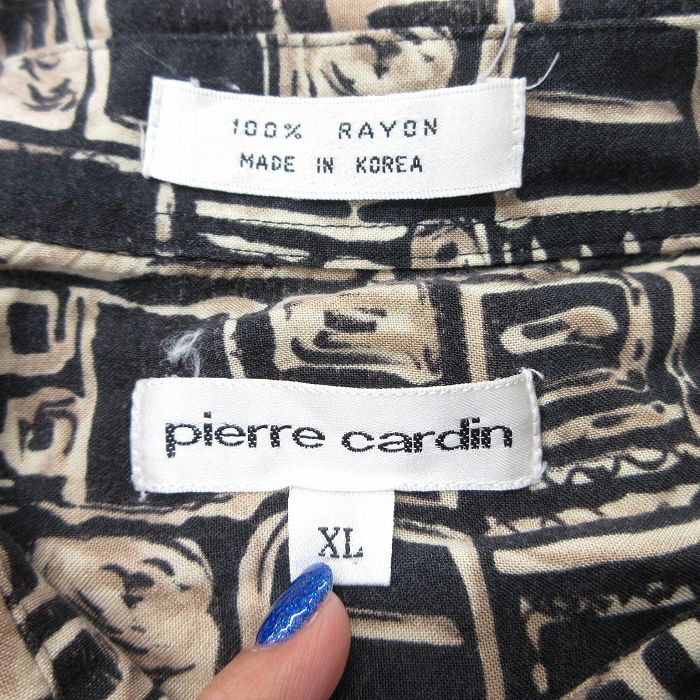 100% RAYON
MADE IN KOREA
pierre cardin
XL